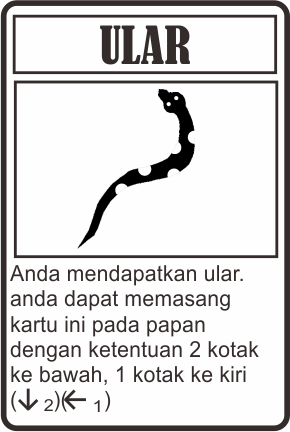 ULAR
Anda mendapatkan ular.
anda dapat memasang
kartu ini pada papan
dengan ketentuan 2 kotak
ke bawah, 1 kotak ke kiri
(↓ 2)(← 1)